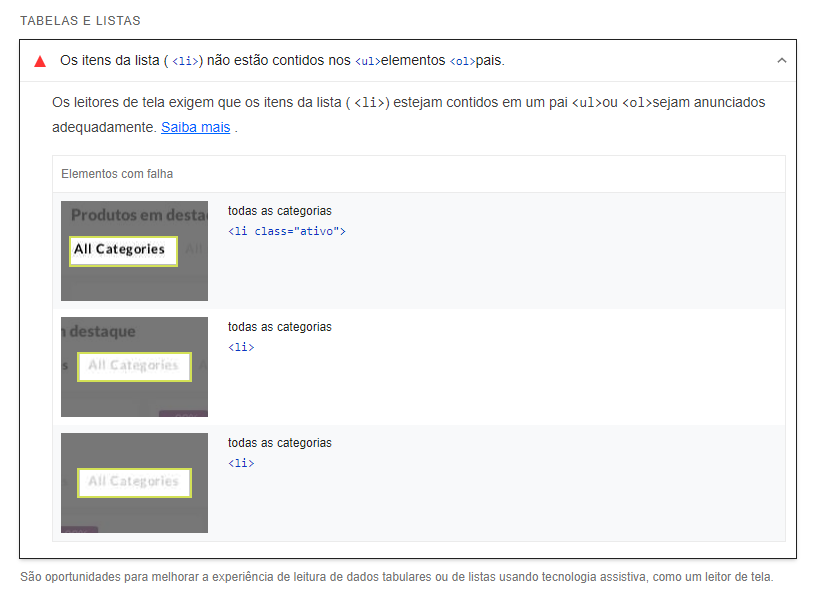 TABELAS E LISTAS
Os itens da lista ( <li>) não estão contidos nos <ul>elementos <ol>pais.
Os leitores de tela exigem que os itens da lista ( <li>) estejam contidos em um pai <ul>ou <ol>sejam anunciados
adequadamente. Saiba mais .
Elementos com falha
Produtos em desta
All Categories
All
todas as categorias
<li class="ativo">
destaque
s
All Categories
todas as categorias
<li>
All Categories
todas as categorias
<li>
São oportunidades para melhorar a experiência de leitura de dados tabulares ou de listas usando tecnologia assistiva, como um leitor de tela.